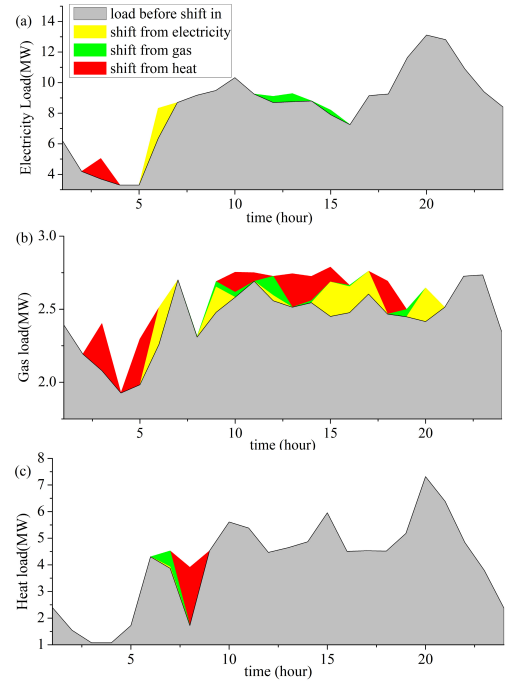 (a)
load before shift in
shift from electricity
shift from gas
shift from heat
Electricity Load(MW)
14
12
10
8
6
4
5 10 15 20
time (hour)
(b)
Gas load(MW)
3.0
2.5
2.0
5 10 15 20
time (hour)
(c)
Heat load(MW)
8
7
6
5
4
3
2
1
5 10 15 20
time (hour)